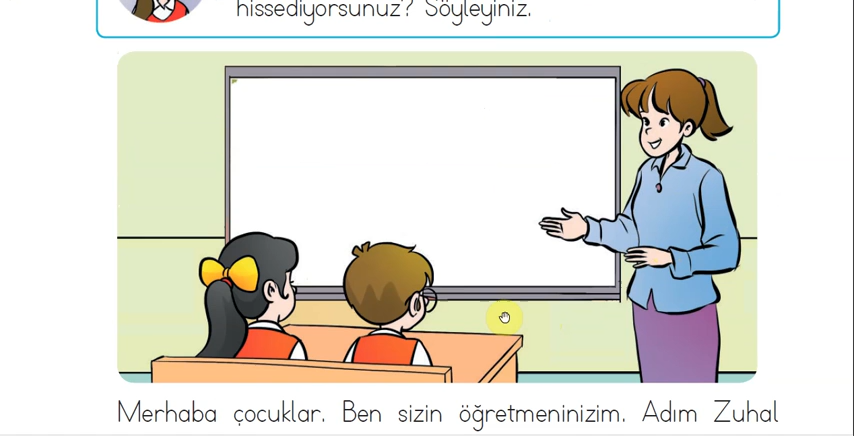 hissediyorsunuz? Söyleyiniz.
Merhaba çocuklar. Ben sizin öğretmeninizim. Adım Zuhal